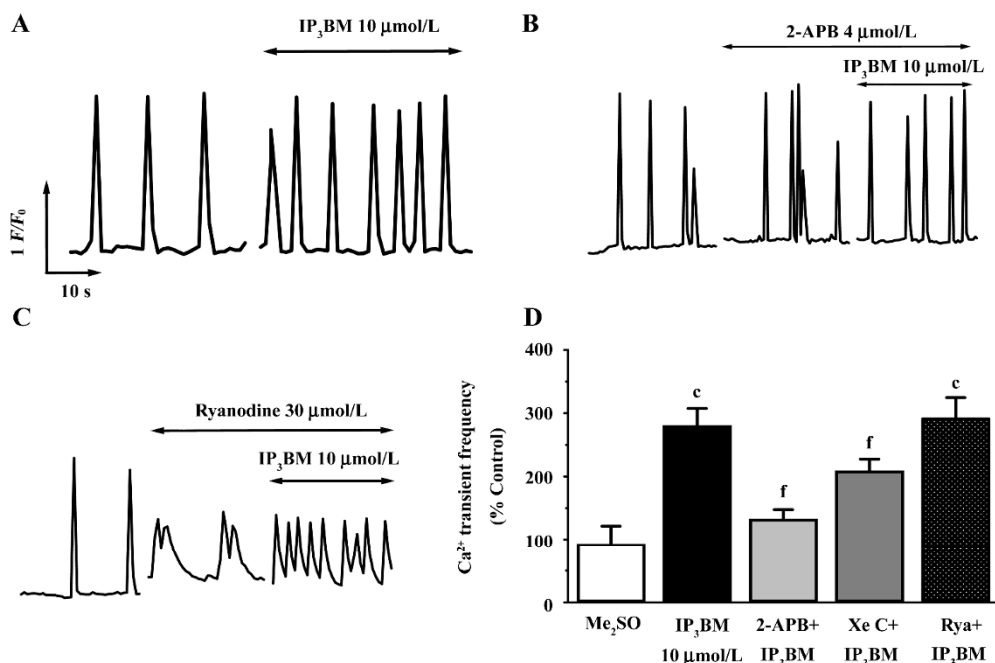 A
IP₃BM 10 μmol/L
1 F/F₀
10 s
B
2-APB 4 μmol/L
IP₃BM 10 μmol/L
C
Ryanodine 30 μmol/L
IP₃BM 10 μmol/L
D
Ca²⁺ transient frequency
(% Control)
400
300
200
100
0
c
f
f
c
Me₂SO
IP₃BM
10 μmol/L
2-APB+
IP₃BM
Xe C+
IP₃BM
Rya+
IP₃BM